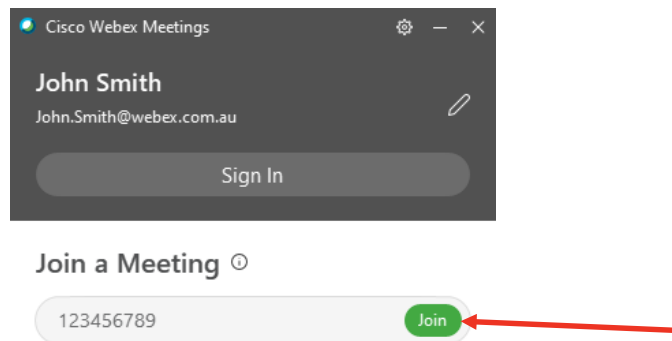 Cisco Webex Meetings
John Smith
John.Smith@webex.com.au
Sign In
Join a Meeting
123456789 Join